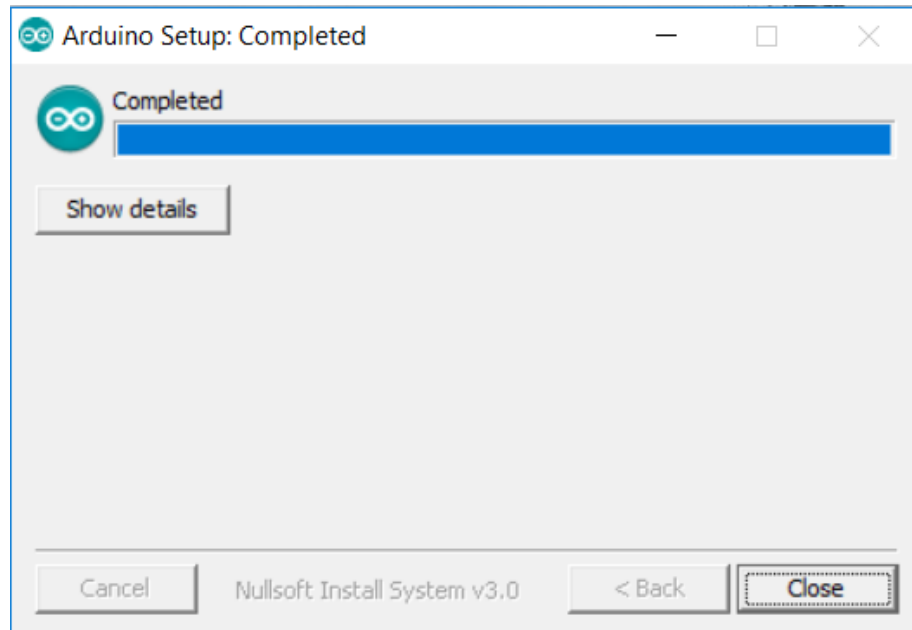 Arduino Setup: Completed
Completed
Show details
Cancel
Nullsoft Install System v3.0
< Back
Close